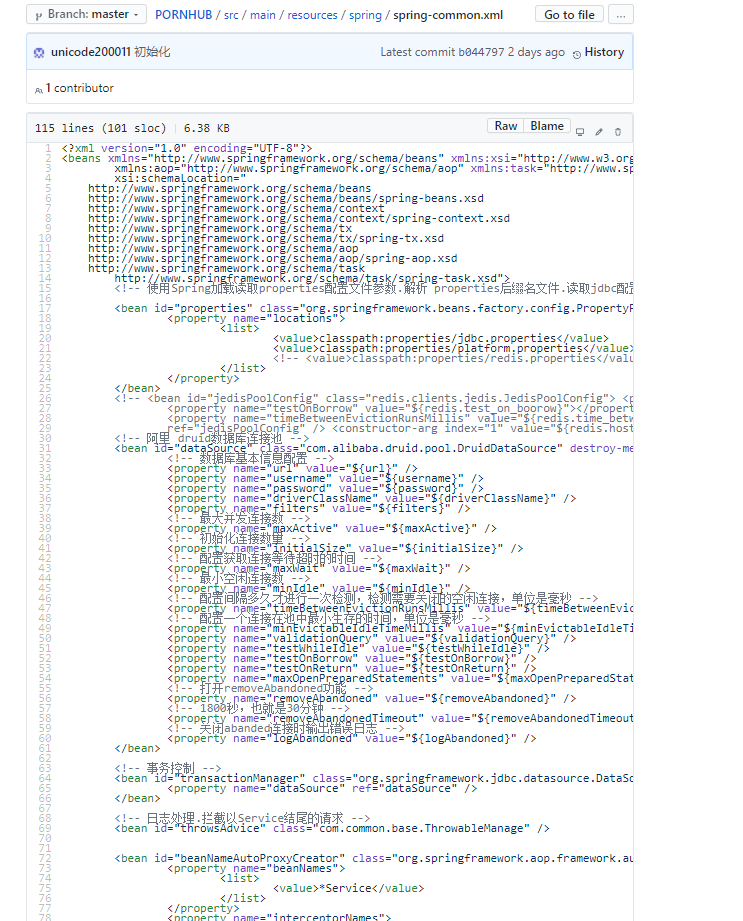 Branch: master
PORNHUB / src / main / resources / spring / spring-common.xml
Go to file
...
unicode200011 初始化
Latest commit b044797 2 days ago
History
1 contributor
115 lines (101 sloc) | 6.38 KB
Raw
Blame
1 <?xml version="1.0" encoding="UTF-8"?>
2 <beans xmlns="http://www.springframework.org/schema/beans" xmlns:xsi="http://www.w3.org
3 xmlns:aop="http://www.springframework.org/schema/aop" xmlns:task="http://www.sp
4 xsi:schemaLocation="
5 http://www.springframework.org/schema/beans
6 http://www.springframework.org/schema/beans/spring-beans.xsd
7 http://www.springframework.org/schema/context
8 http://www.springframework.org/schema/context/spring-context.xsd
9 http://www.springframework.org/schema/tx
10 http://www.springframework.org/schema/tx/spring-tx.xsd
11 http://www.springframework.org/schema/aop
12 http://www.springframework.org/schema/aop/spring-aop.xsd
13 http://www.springframework.org/schema/task
14 http://www.springframework.org/schema/task/spring-task.xsd">
15 <!-- 使用Spring加载读取properties配置文件参数.解析 properties后缀名文件.读取jdbc配置
16
17 <bean id="properties" class="org.springframework.beans.factory.config.PropertyP
18 <property name="locations">
19 <list>
20 <value>classpath:properties/jdbc.properties</value>
21 <value>classpath:properties/platform.properties</value>
22 <!-- <value>classpath:properties/redis.properties</valu
23 </list>
24 </property>
25 </bean>
26 <!-- <bean id="jedisPoolConfig" class="redis.clients.jedis.JedisPoolConfig"> <p
27 <property name="testOnBorrow" value="${redis.test_on_boorow}"></propert
28 <property name="timeBetweenEvictionRunsMillis" value="${redis.time_betw
29 ref="jedisPoolConfig" /> <constructor-arg index="1" value="${redis.host
30 <!-- 阿里 druid数据库连接池 -->
31 <bean id="dataSource" class="com.alibaba.druid.pool.DruidDataSource" destroy-me
32 <!-- 数据库基本信息配置 -->
33 <property name="url" value="${url}" />
34 <property name="username" value="${username}" />
35 <property name="password" value="${password}" />
36 <property name="driverClassName" value="${driverClassName}" />
37 <property name="filters" value="${filters}" />
38 <!-- 最大并发连接数 -->
39 <property name="maxActive" value="${maxActive}" />
40 <!-- 初始化连接数量 -->
41 <property name="initialSize" value="${initialSize}" />
42 <!-- 配置获取连接等待超时的时间 -->
43 <property name="maxWait" value="${maxWait}" />
44 <!-- 最小空闲连接数 -->
45 <property name="minIdle" value="${minIdle}" />
46 <!-- 配置间隔多久才进行一次检测，检测需要关闭的空闲连接，单位是毫秒 -->
47 <property name="timeBetweenEvictionRunsMillis" value="${timeBetweenEvic
48 <!-- 配置一个连接在池中最小生存的时间，单位是毫秒 -->
49 <property name="minEvictableIdleTimeMillis" value="${minEvictableIdleTi
50 <property name="validationQuery" value="${validationQuery}" />
51 <property name="testWhileIdle" value="${testWhileIdle}" />
52 <property name="testOnBorrow" value="${testOnBorrow}" />
53 <property name="testOnReturn" value="${testOnReturn}" />
54 <property name="maxOpenPreparedStatements" value="${maxOpenPreparedStat
55 <!-- 打开removeAbandoned功能 -->
56 <property name="removeAbandoned" value="${removeAbandoned}" />
57 <!-- 1800秒，也就是30分钟 -->
58 <property name="removeAbandonedTimeout" value="${removeAbandonedTimeout
59 <!-- 关闭abanded连接时输出错误日志 -->
60 <property name="logAbandoned" value="${logAbandoned}" />
61 </bean>
62
63 <!-- 事务控制 -->
64 <bean id="transactionManager" class="org.springframework.jdbc.datasource.DataSo
65 <property name="dataSource" ref="dataSource" />
66 </bean>
67
68 <!-- 日志处理.拦截以Service结尾的请求 -->
69 <bean id="throwsAdvice" class="com.common.base.ThrowableManage" />
70
71
72 <bean id="beanNameAutoProxyCreator" class="org.springframework.aop.framework.au
73 <property name="beanNames">
74 <list>
75 <value>*Service</value>
76 </list>
77 </property>
78 <property name="interceptorNames">